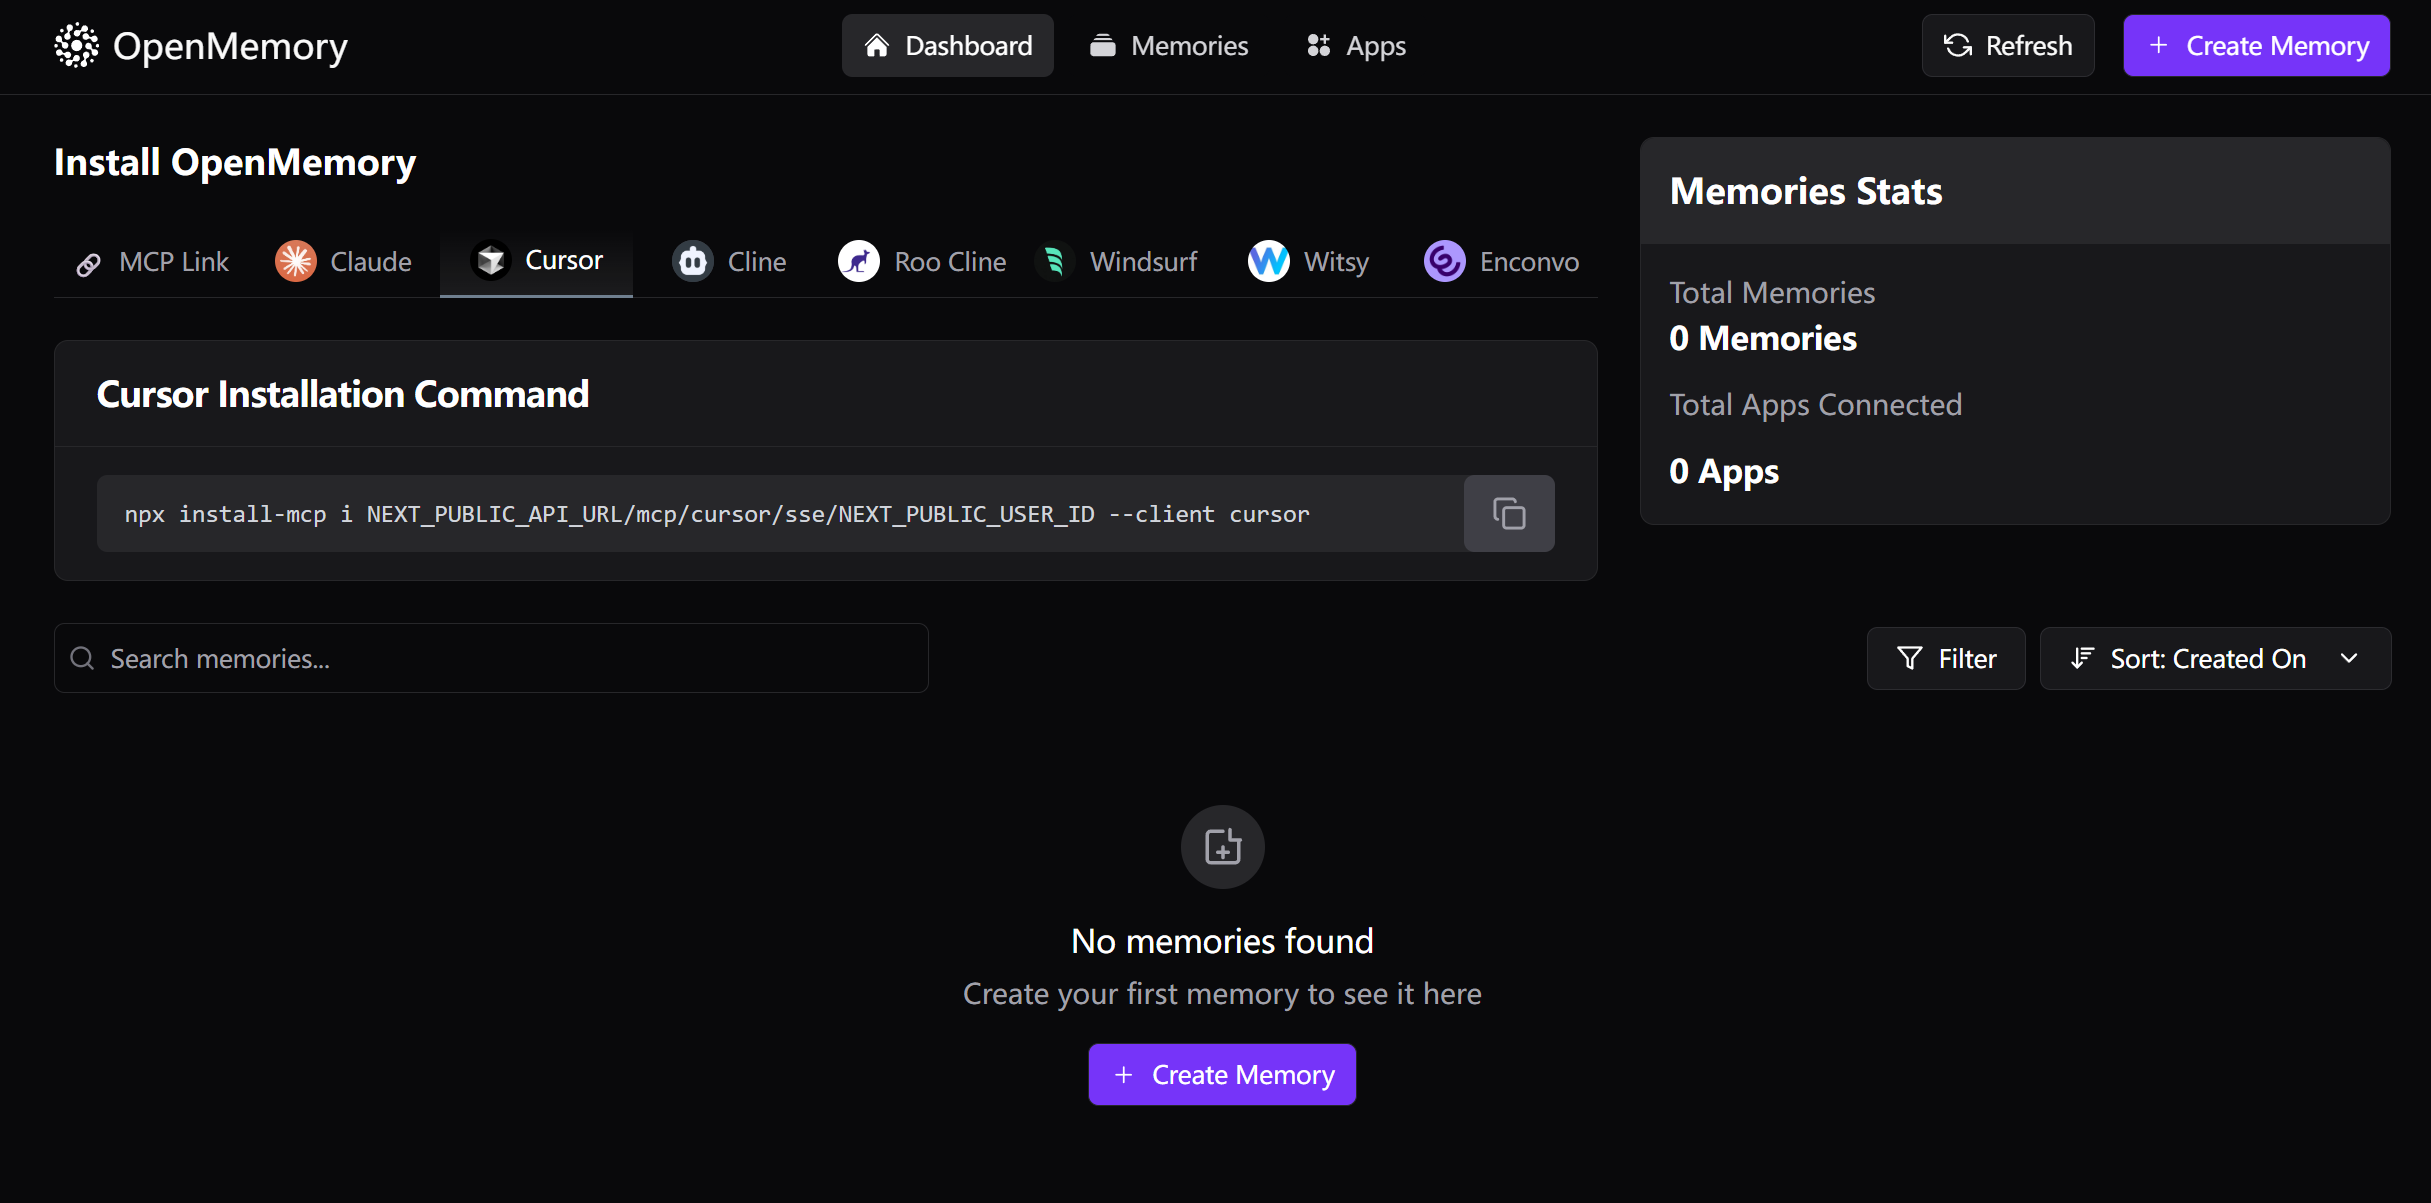 OpenMemory
Dashboard
Memories
Apps
Refresh
+ Create Memory
Install OpenMemory
MCP Link
Claude
Cursor
Cline
Roo Cline
Windsurf
Witsy
Enconvo
Cursor Installation Command
npx install-mcp i NEXT_PUBLIC_API_URL/mcp/cursor/sse/NEXT_PUBLIC_USER_ID --client cursor
Memories Stats
Total Memories
0 Memories
Total Apps Connected
0 Apps
Search memories...
Filter
Sort: Created On
No memories found
Create your first memory to see it here
+ Create Memory